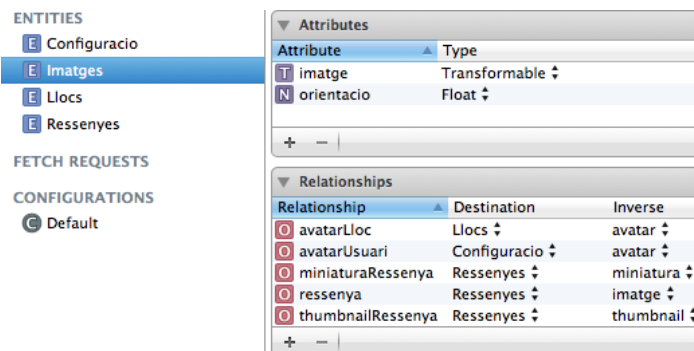 ENTITIES
E Configuracio
E Imatges
E Llocs
E Ressenyes
FETCH REQUESTS
CONFIGURATIONS
C Default
Attributes
Attribute Type
T imatge Transformable
N orientacio Float
+ −
Relationships
Relationship Destination Inverse
O avatarLloc Llocs avatar
O avatarUsuari Configuracio avatar
O miniaturaRessenya Ressenyes miniatura
O ressenya Ressenyes imatge
O thumbnailRessenya Ressenyes thumbnail
+ −